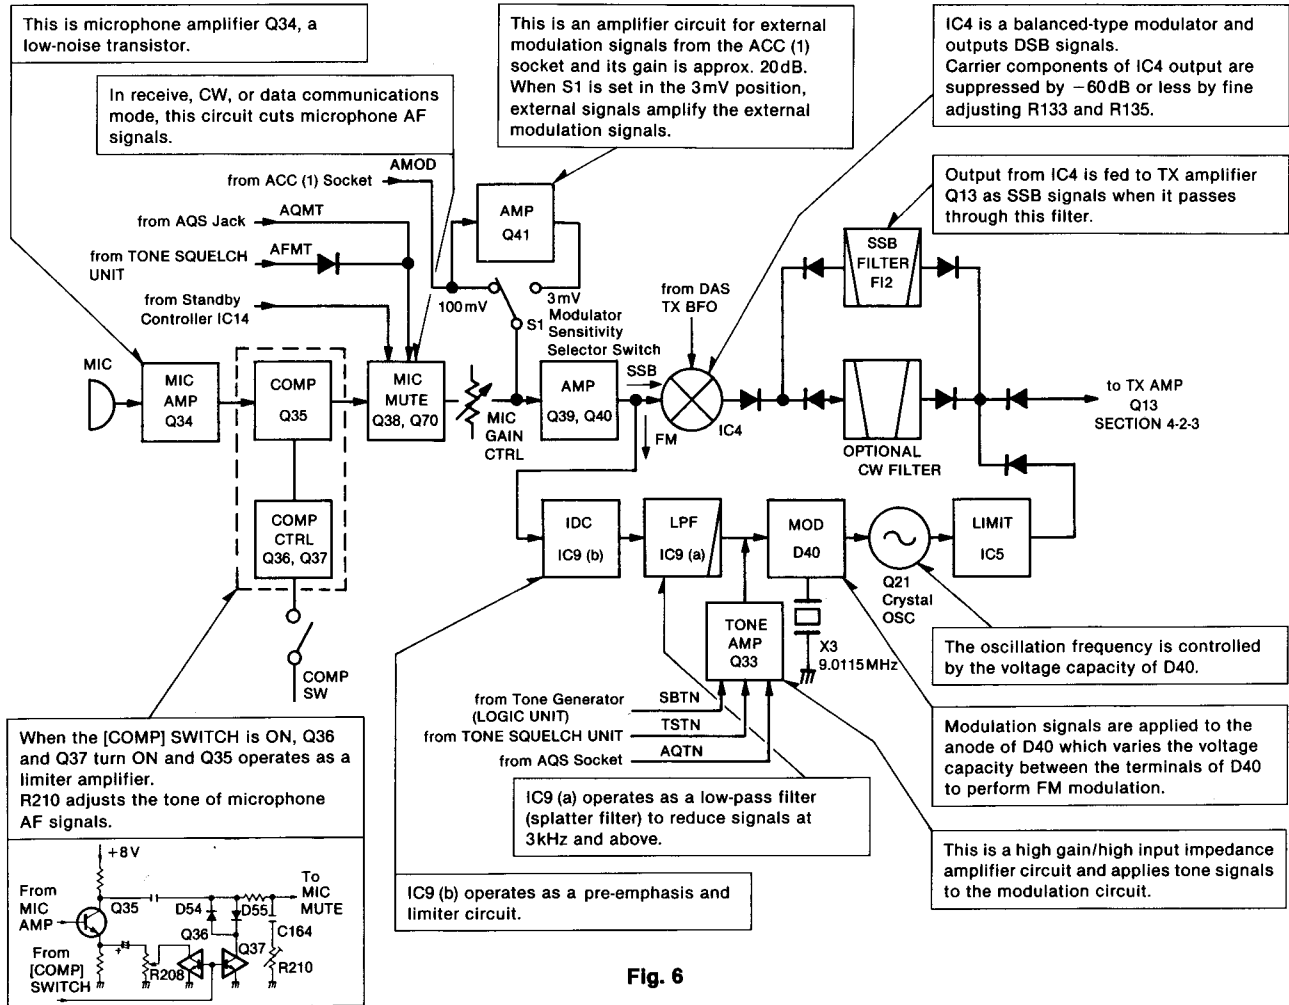 This is microphone amplifier Q34, a
low-noise transistor.
In receive, CW, or data communications
mode, this circuit cuts microphone AF
signals.
This is an amplifier circuit for external
modulation signals from the ACC (1)
socket and its gain is approx. 20dB.
When S1 is set in the 3mV position,
external signals amplify the external
modulation signals.
IC4 is a balanced-type modulator and
outputs DSB signals.
Carrier components of IC4 output are
suppressed by −60dB or less by fine
adjusting R133 and R135.
Output from IC4 is fed to TX amplifier
Q13 as SSB signals when it passes
through this filter.
AMOD
from ACC (1) Socket
AQMT
from AQS Jack
AFMT
from TONE SQUELCH
UNIT
from Standby
Controller IC14
AMP
Q41
100mV
3mV
S1
Modulator
Sensitivity
Selector Switch
from DAS
TX BFO
SSB
FILTER
FI2
MIC
MIC
AMP
Q34
COMP
Q35
MIC
MUTE
Q38, Q70
MIC
GAIN
CTRL
AMP
Q39, Q40
SSB
FM
IC4
OPTIONAL
CW FILTER
to TX AMP
Q13
SECTION 4-2-3
COMP
CTRL
Q36, Q37
COMP
SW
IDC
IC9 (b)
LPF
IC9 (a)
MOD
D40
Q21
Crystal
OSC
LIMIT
IC5
TONE
AMP
Q33
X3
9.0115MHz
from Tone Generator
(LOGIC UNIT)
SBTN
from TONE SQUELCH UNIT
TSTN
from AQS Socket
AQTN
The oscillation frequency is controlled
by the voltage capacity of D40.
Modulation signals are applied to the
anode of D40 which varies the voltage
capacity between the terminals of D40
to perform FM modulation.
This is a high gain/high input impedance
amplifier circuit and applies tone signals
to the modulation circuit.
IC9 (a) operates as a low-pass filter
(splatter filter) to reduce signals at
3kHz and above.
IC9 (b) operates as a pre-emphasis and
limiter circuit.
When the [COMP] SWITCH is ON, Q36
and Q37 turn ON and Q35 operates as a
limiter amplifier.
R210 adjusts the tone of microphone
AF signals.
+8V
From
MIC
AMP
Q35
D54
D55
To
MIC
MUTE
Q36
Q37
C164
R208
R210
From
[COMP]
SWITCH
+
Fig. 6